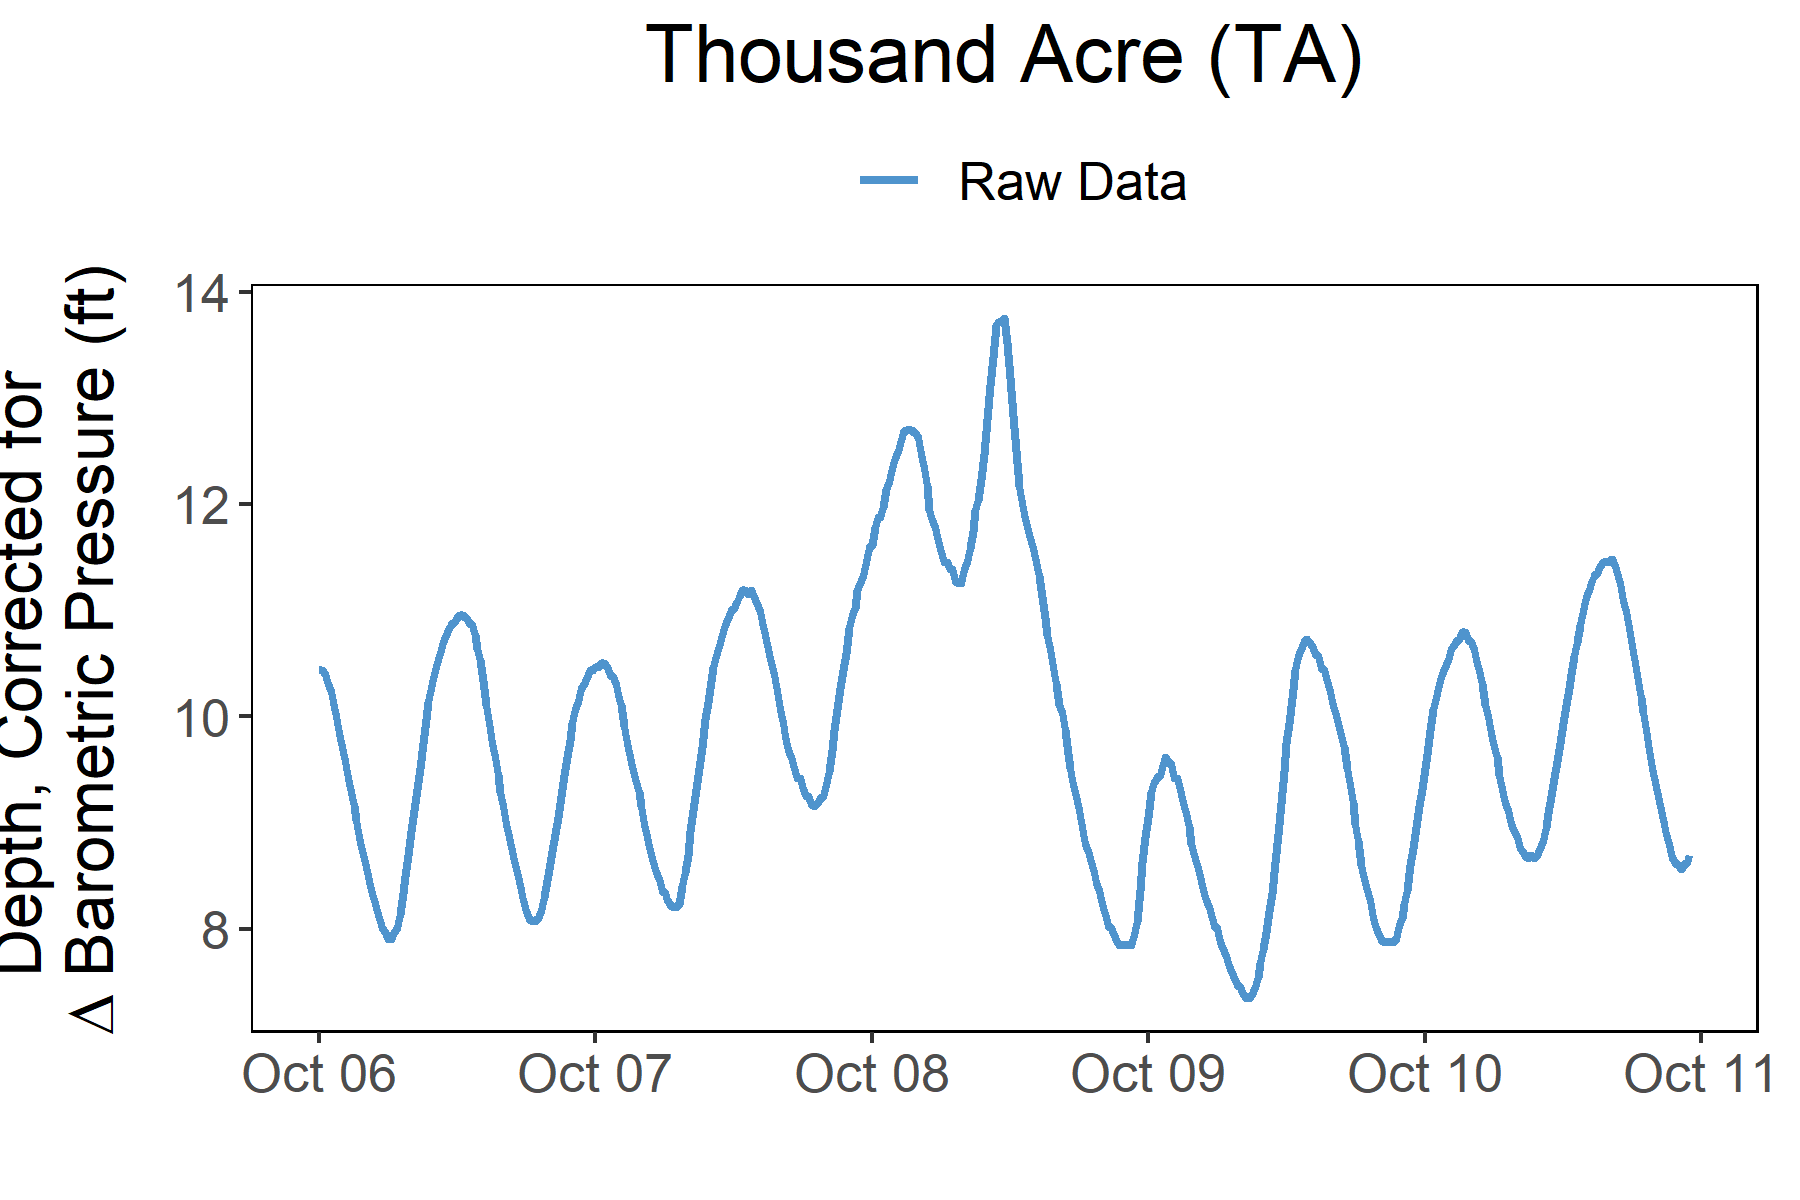 Thousand Acre (TA)
Raw Data
Depth, Corrected for
Δ Barometric Pressure (ft)
14
12
10
8
Oct 06
Oct 07
Oct 08
Oct 09
Oct 10
Oct 11